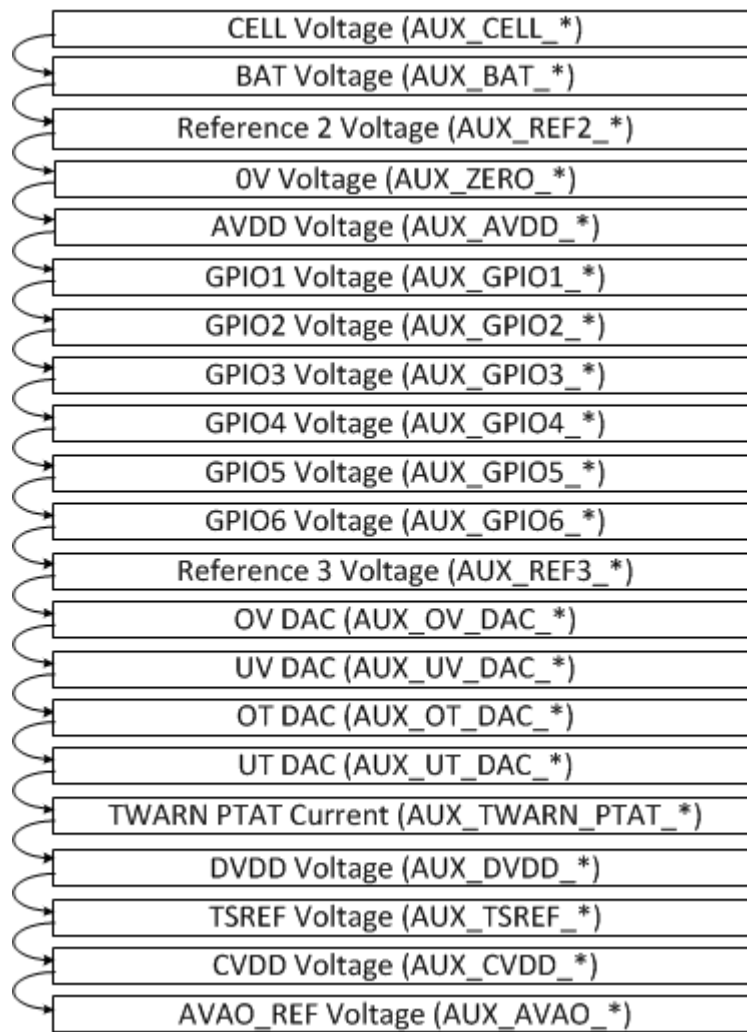 CELL Voltage (AUX_CELL_*)
BAT Voltage (AUX_BAT_*)
Reference 2 Voltage (AUX_REF2_*)
0V Voltage (AUX_ZERO_*)
AVDD Voltage (AUX_AVDD_*)
GPIO1 Voltage (AUX_GPIO1_*)
GPIO2 Voltage (AUX_GPIO2_*)
GPIO3 Voltage (AUX_GPIO3_*)
GPIO4 Voltage (AUX_GPIO4_*)
GPIO5 Voltage (AUX_GPIO5_*)
GPIO6 Voltage (AUX_GPIO6_*)
Reference 3 Voltage (AUX_REF3_*)
OV DAC (AUX_OV_DAC_*)
UV DAC (AUX_UV_DAC_*)
OT DAC (AUX_OT_DAC_*)
UT DAC (AUX_UT_DAC_*)
TWARN PTAT Current (AUX_TWARN_PTAT_*)
DVDD Voltage (AUX_DVDD_*)
TSREF Voltage (AUX_TSREF_*)
CVDD Voltage (AUX_CVDD_*)
AVAO_REF Voltage (AUX_AVAO_*)